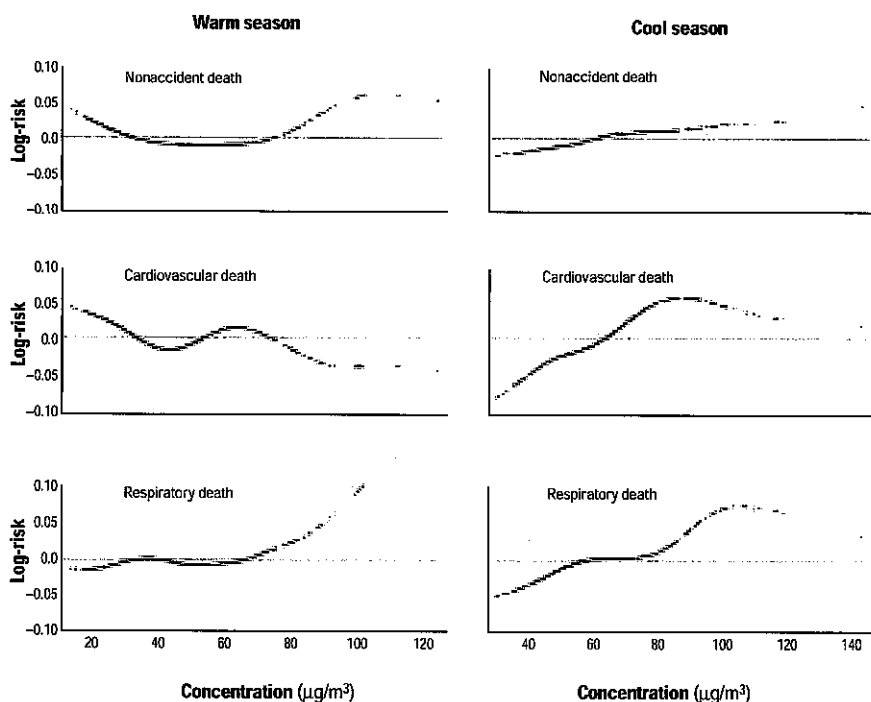 Warm season
Cool season
Log-risk
0.10
0.05
0.0
−0.05
−0.10
Nonaccident death
Nonaccident death
Log-risk
0.10
0.05
0.0
−0.05
−0.10
Cardiovascular death
Cardiovascular death
Log-risk
0.10
0.05
0.0
−0.05
−0.10
Respiratory death
Respiratory death
20 40 60 80 100 120
40 60 80 100 120 140
Concentration (µg/m³)
Concentration (µg/m³)